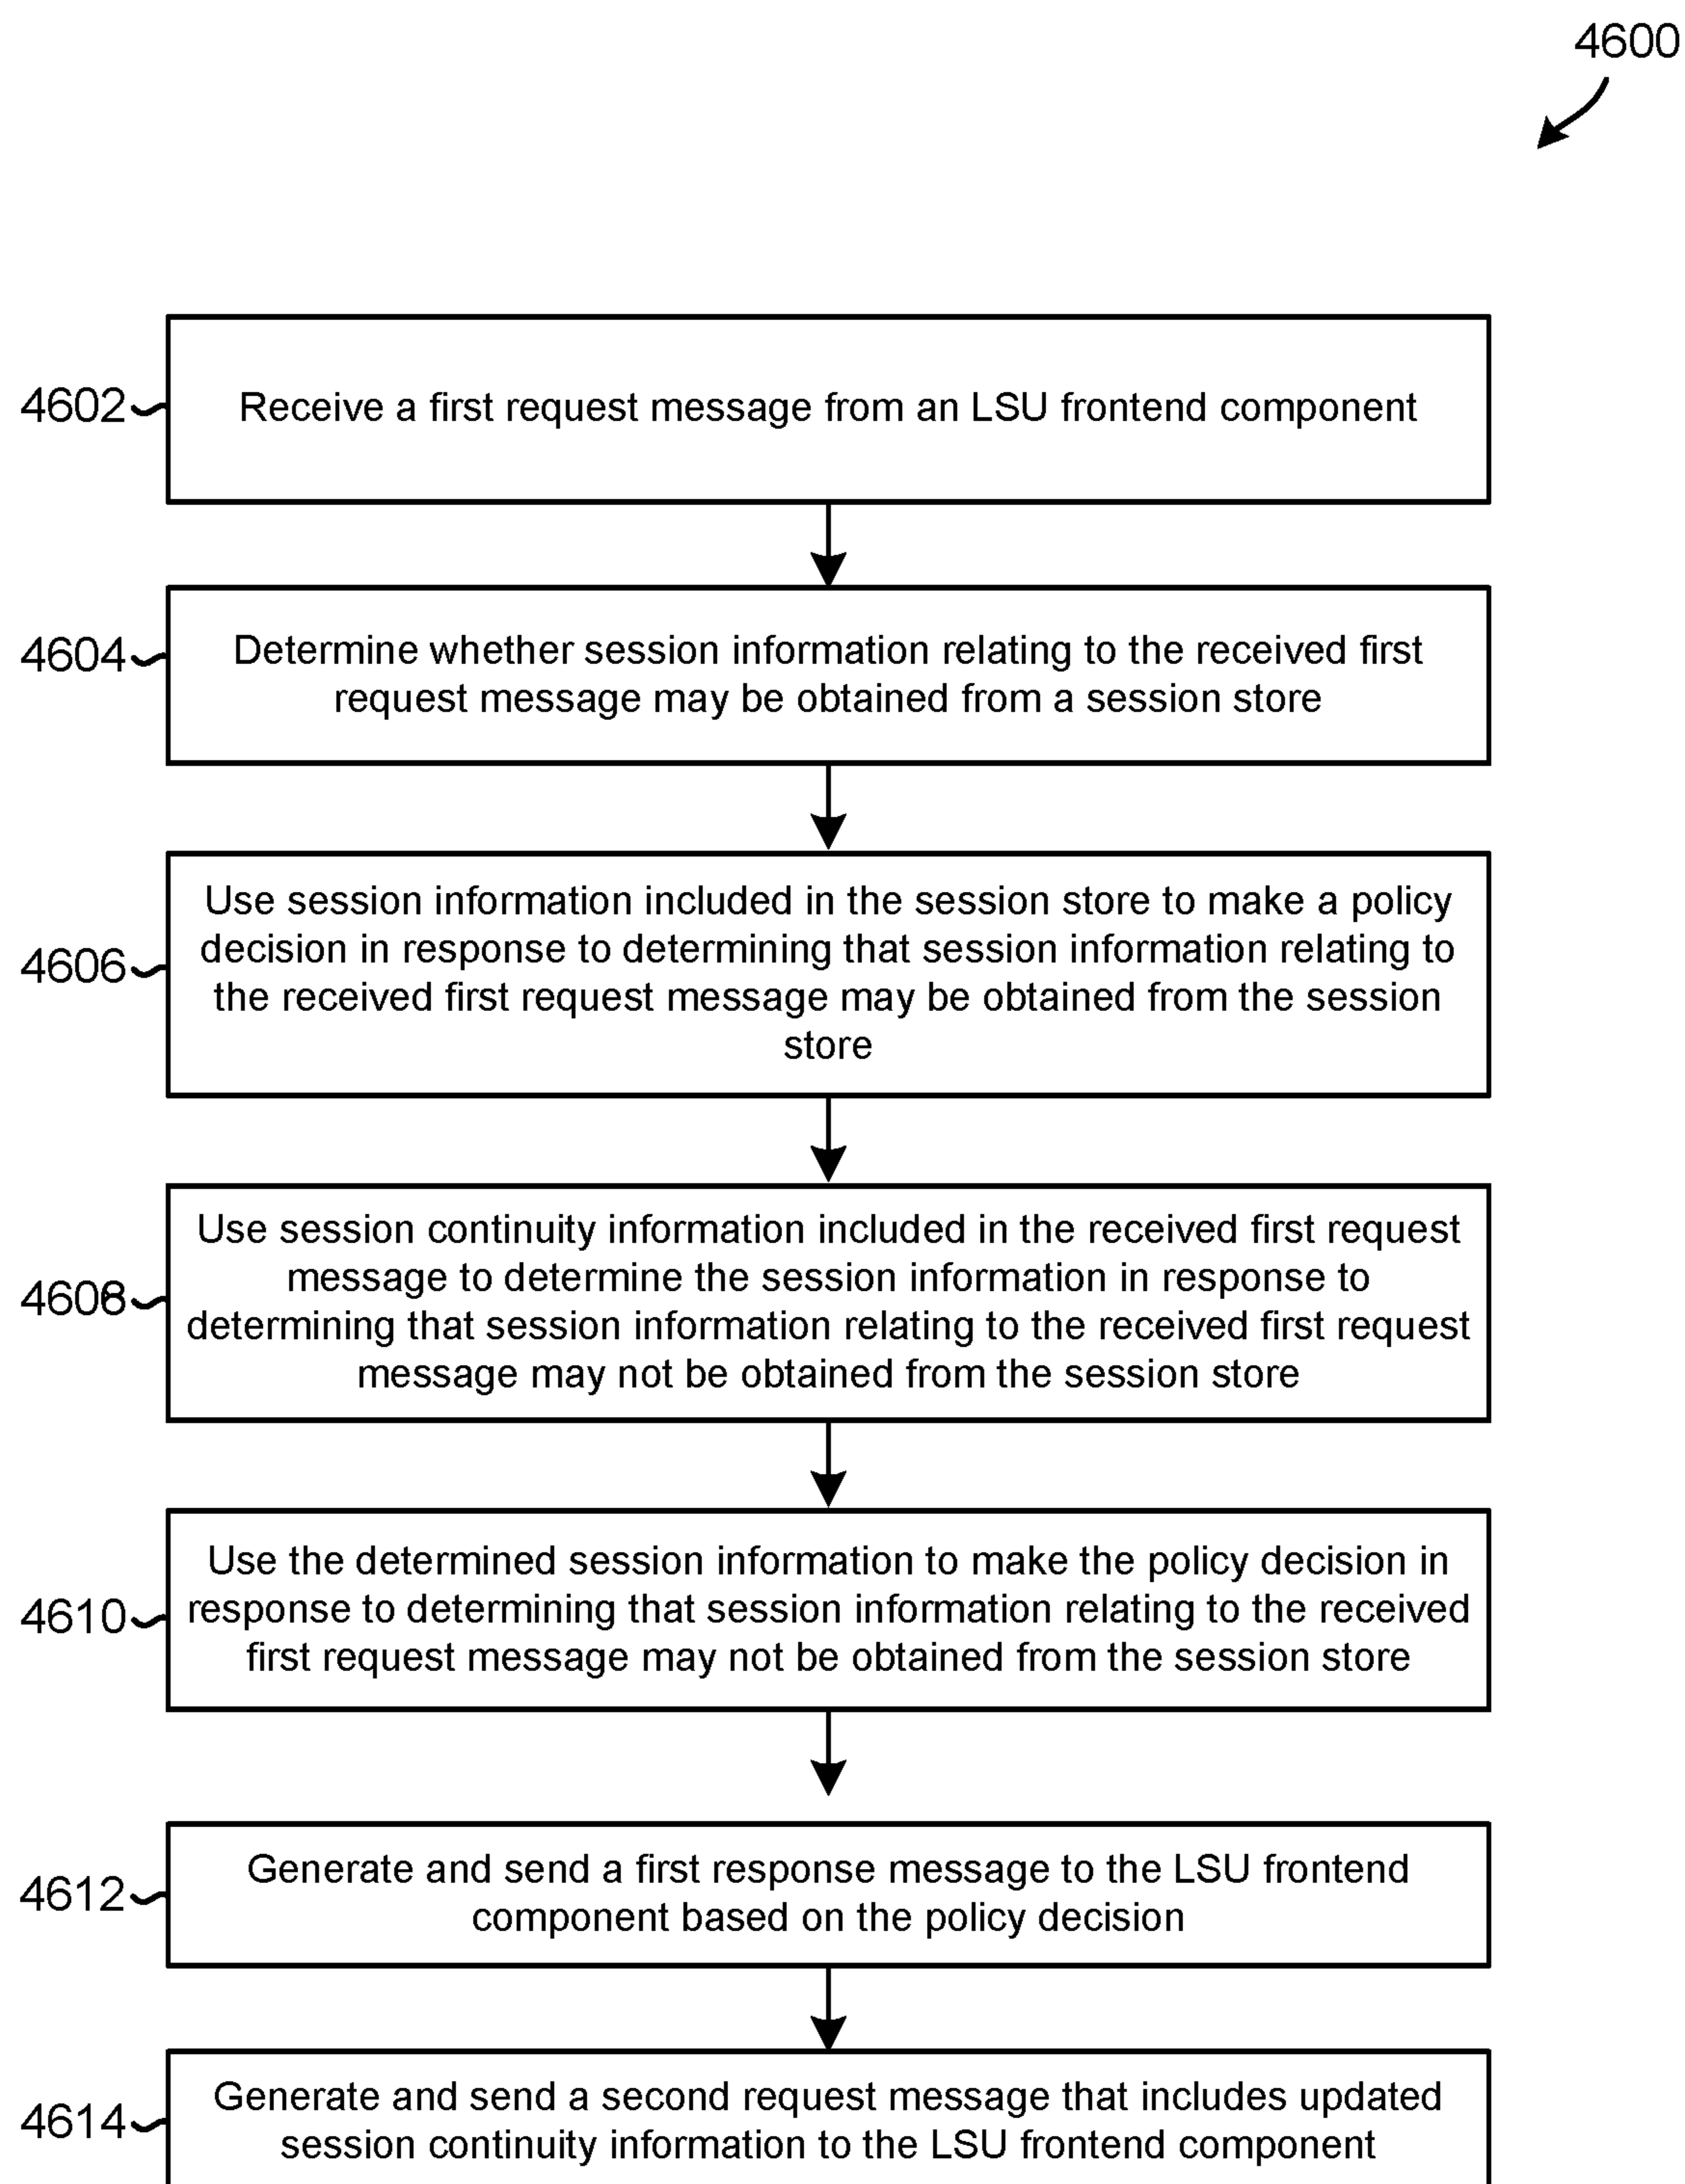 4600
4602
Receive a first request message from an LSU frontend component
4604
Determine whether session information relating to the received first
request message may be obtained from a session store
4606
Use session information included in the session store to make a policy
decision in response to determining that session information relating to
the received first request message may be obtained from the session
store
4608
Use session continuity information included in the received first request
message to determine the session information in response to
determining that session information relating to the received first request
message may not be obtained from the session store
4610
Use the determined session information to make the policy decision in
response to determining that session information relating to the received
first request message may not be obtained from the session store
4612
Generate and send a first response message to the LSU frontend
component based on the policy decision
4614
Generate and send a second request message that includes updated
session continuity information to the LSU frontend component